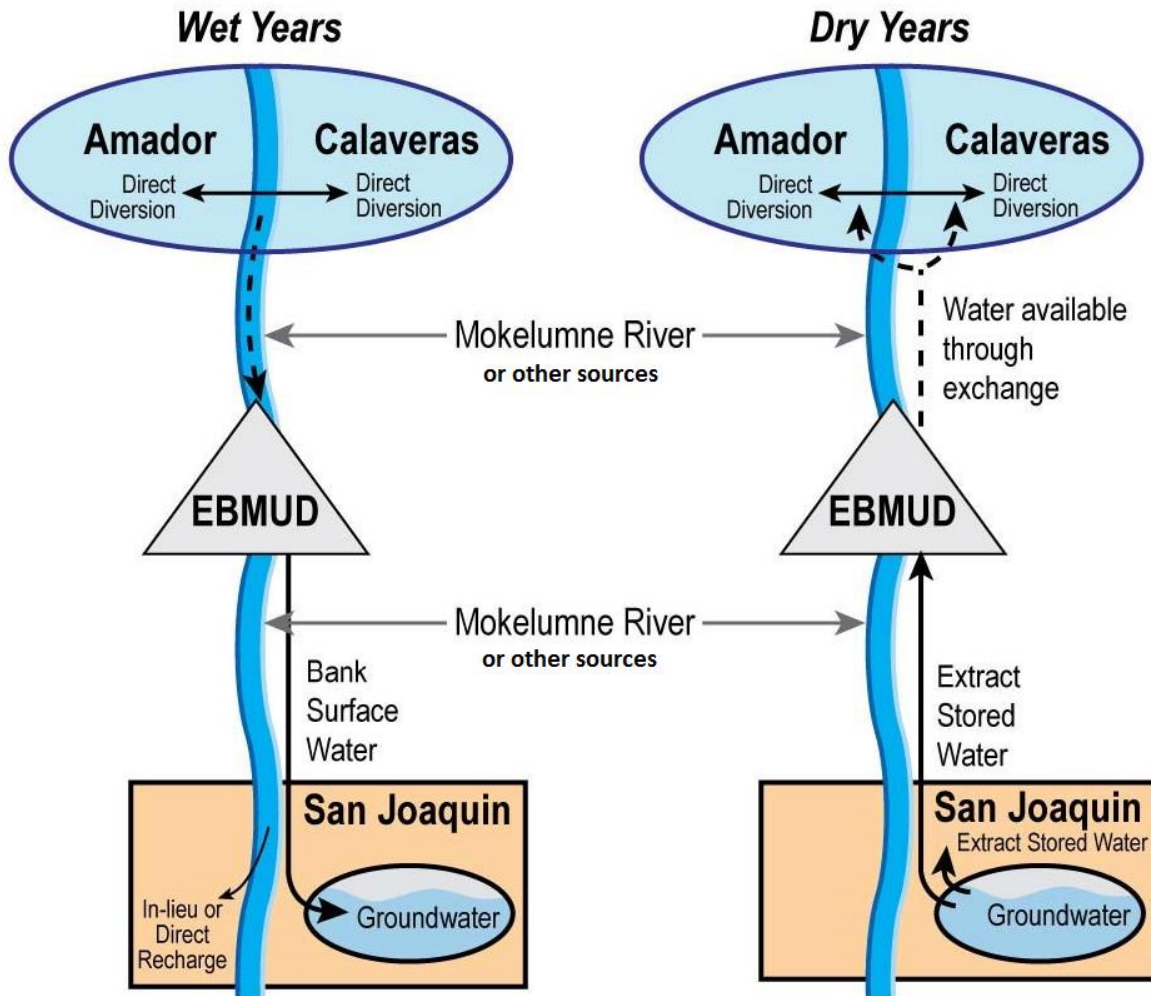 Wet Years
Amador
Direct
Diversion
Calaveras
Direct
Diversion
Dry Years
Amador
Direct
Diversion
Calaveras
Direct
Diversion
Mokelumne River
or other sources
Water available
through
exchange
EBMUD
EBMUD
Mokelumne River
or other sources
Bank
Surface
Water
Extract
Stored
Water
San Joaquin
In-lieu or
Direct
Recharge
Groundwater
San Joaquin
Extract Stored Water
Groundwater